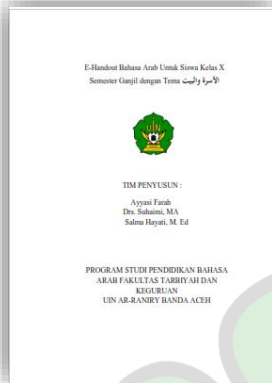 E-Handout Bahasa Arab Untuk Siswa Kelas X
Semester Ganjil dengan Tema الأسرة والبيت
UIN
TIM PENYUSUN :
Ayyasi Farah
Drs. Suhaimi, MA
Salma Hayati, M. Ed
PROGRAM STUDI PENDIDIKAN BAHASA
ARAB FAKULTAS TARBIYAH DAN
KEGURUAN
UIN AR-RANIRY BANDA ACEH